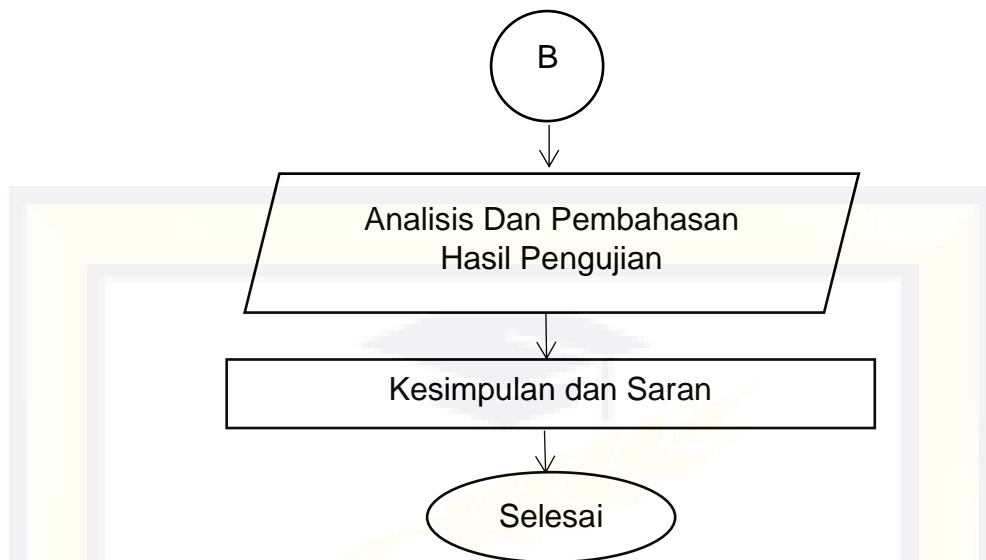 B
Analisis Dan Pembahasan
Hasil Pengujian
Kesimpulan dan Saran
Selesai